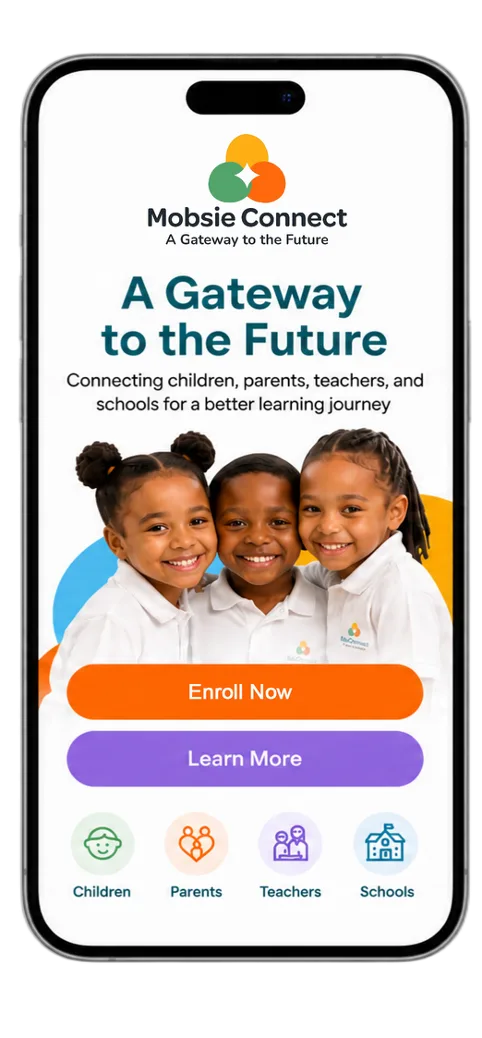 Mobsie Connect
A Gateway to the Future
A Gateway
to the Future
Connecting children, parents, teachers, and
schools for a better learning journey
Enroll Now
Learn More
Children
Parents
Teachers
Schools